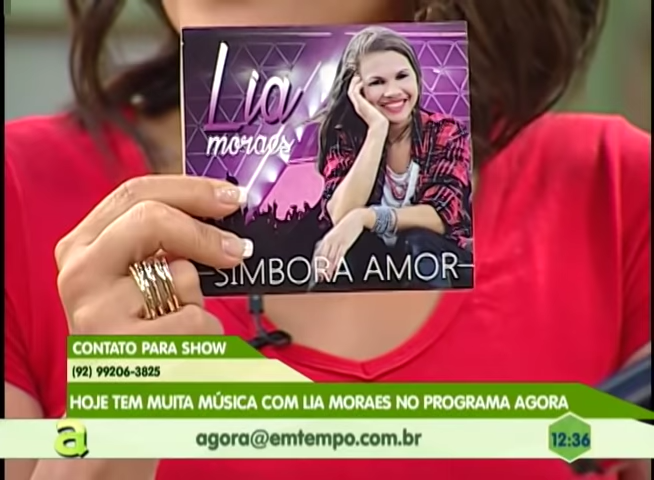 Lia
moraes
SIMBORA AMOR
CONTATO PARA SHOW
(92) 99206-3825
HOJE TEM MUITA MÚSICA COM LIA MORAES NO PROGRAMA AGORA
a
agora@emtempo.com.br
12:36